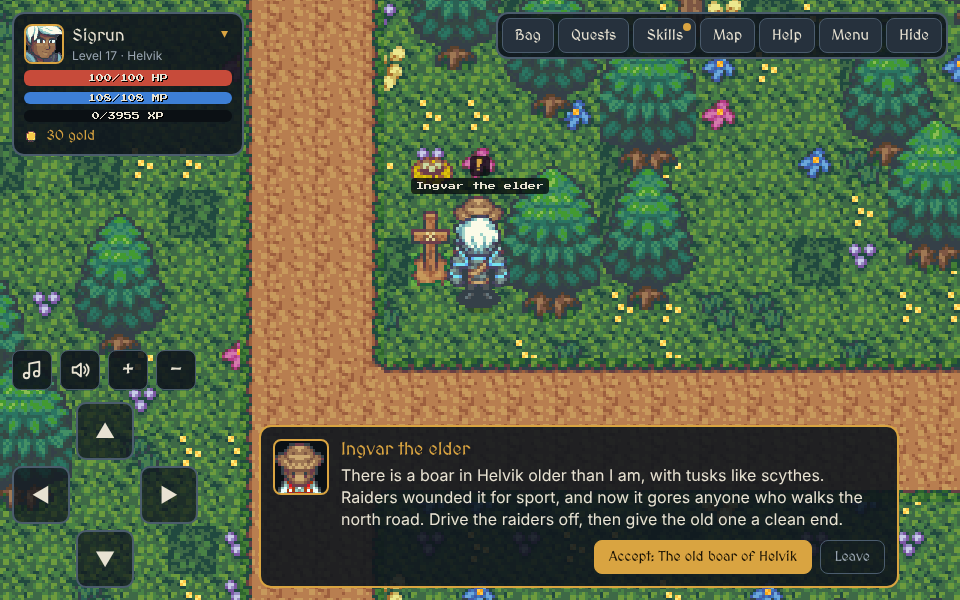 Sigrun
Level 17 · Helvik
100/100 HP
108/108 MP
0/3955 XP
30 gold
Bag
Quests
Skills
Map
Help
Menu
Hide
!
Ingvar the elder
+
−
Ingvar the elder
There is a boar in Helvik older than I am, with tusks like scythes.
Raiders wounded it for sport, and now it gores anyone who walks the
north road. Drive the raiders off, then give the old one a clean end.
Accept: The old boar of Helvik
Leave